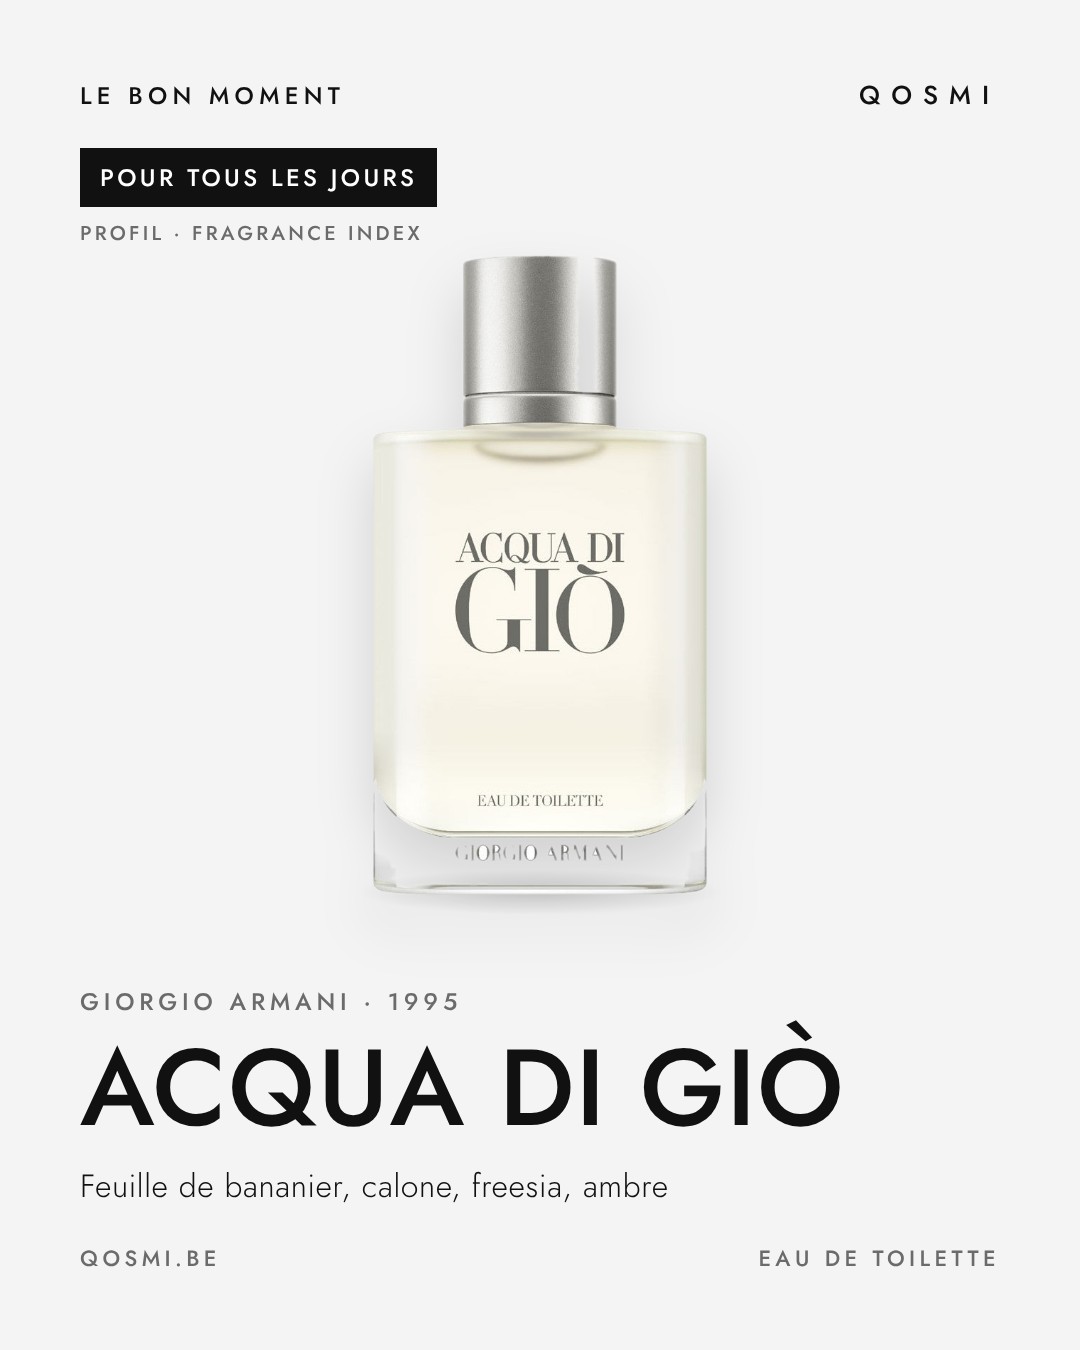 LE BON MOMENT
QOSMI
POUR TOUS LES JOURS
PROFIL · FRAGRANCE INDEX
ACQUA DI
GIÒ
EAU DE TOILETTE
GIORGIO ARMANI
GIORGIO ARMANI · 1995
ACQUA DI GIÒ
Feuille de bananier, calone, freesia, ambre
QOSMI.BE
EAU DE TOILETTE